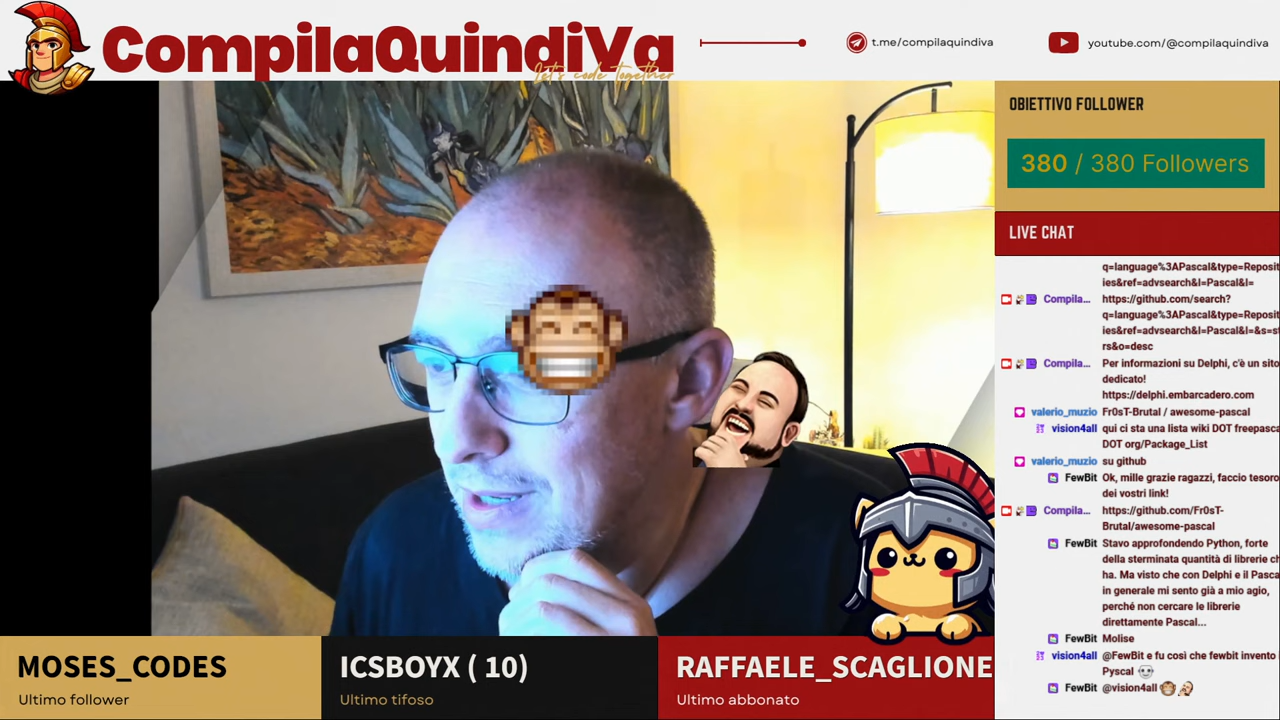 CompilaQuindiVa
Let's code together
t.me/compilaquindiva
youtube.com/@compilaquindiva
OBIETTIVO FOLLOWER
380 / 380 Followers
LIVE CHAT
q=language%3APascal&type=Reposit
ies&ref=advsearch&l=Pascal&l=
Compila... https://github.com/search?
q=language%3APascal&type=Reposit
ies&ref=advsearch&l=Pascal&l=&s=s
rs&o=desc
Compila... Per informazioni su Delphi, c'è un sito
dedicato!
https://delphi.embarcadero.com
valerio_muzio Fr0sT-Brutal / awesome-pascal
vision4all qui ci sta una lista wiki DOT freepasca
DOT org/Package_List
valerio_muzio su github
FewBit Ok, mille grazie ragazzi, faccio tesoro
dei vostri link!
Compila... https://github.com/Fr0sT-
Brutal/awesome-pascal
FewBit Stavo approfondendo Python, forte
della sterminata quantità di librerie ch
ha. Ma visto che con Delphi e il Pasca
in generale mi sento già a mio agio,
perché non cercare le librerie
direttamente Pascal...
FewBit Molise
vision4all @FewBit e fu così che fewbit invento
Pyscal
FewBit @vision4all
MOSES_CODES
Ultimo follower
ICSBOYX ( 10)
Ultimo tifoso
RAFFAELE_SCAGLIONE
Ultimo abbonato